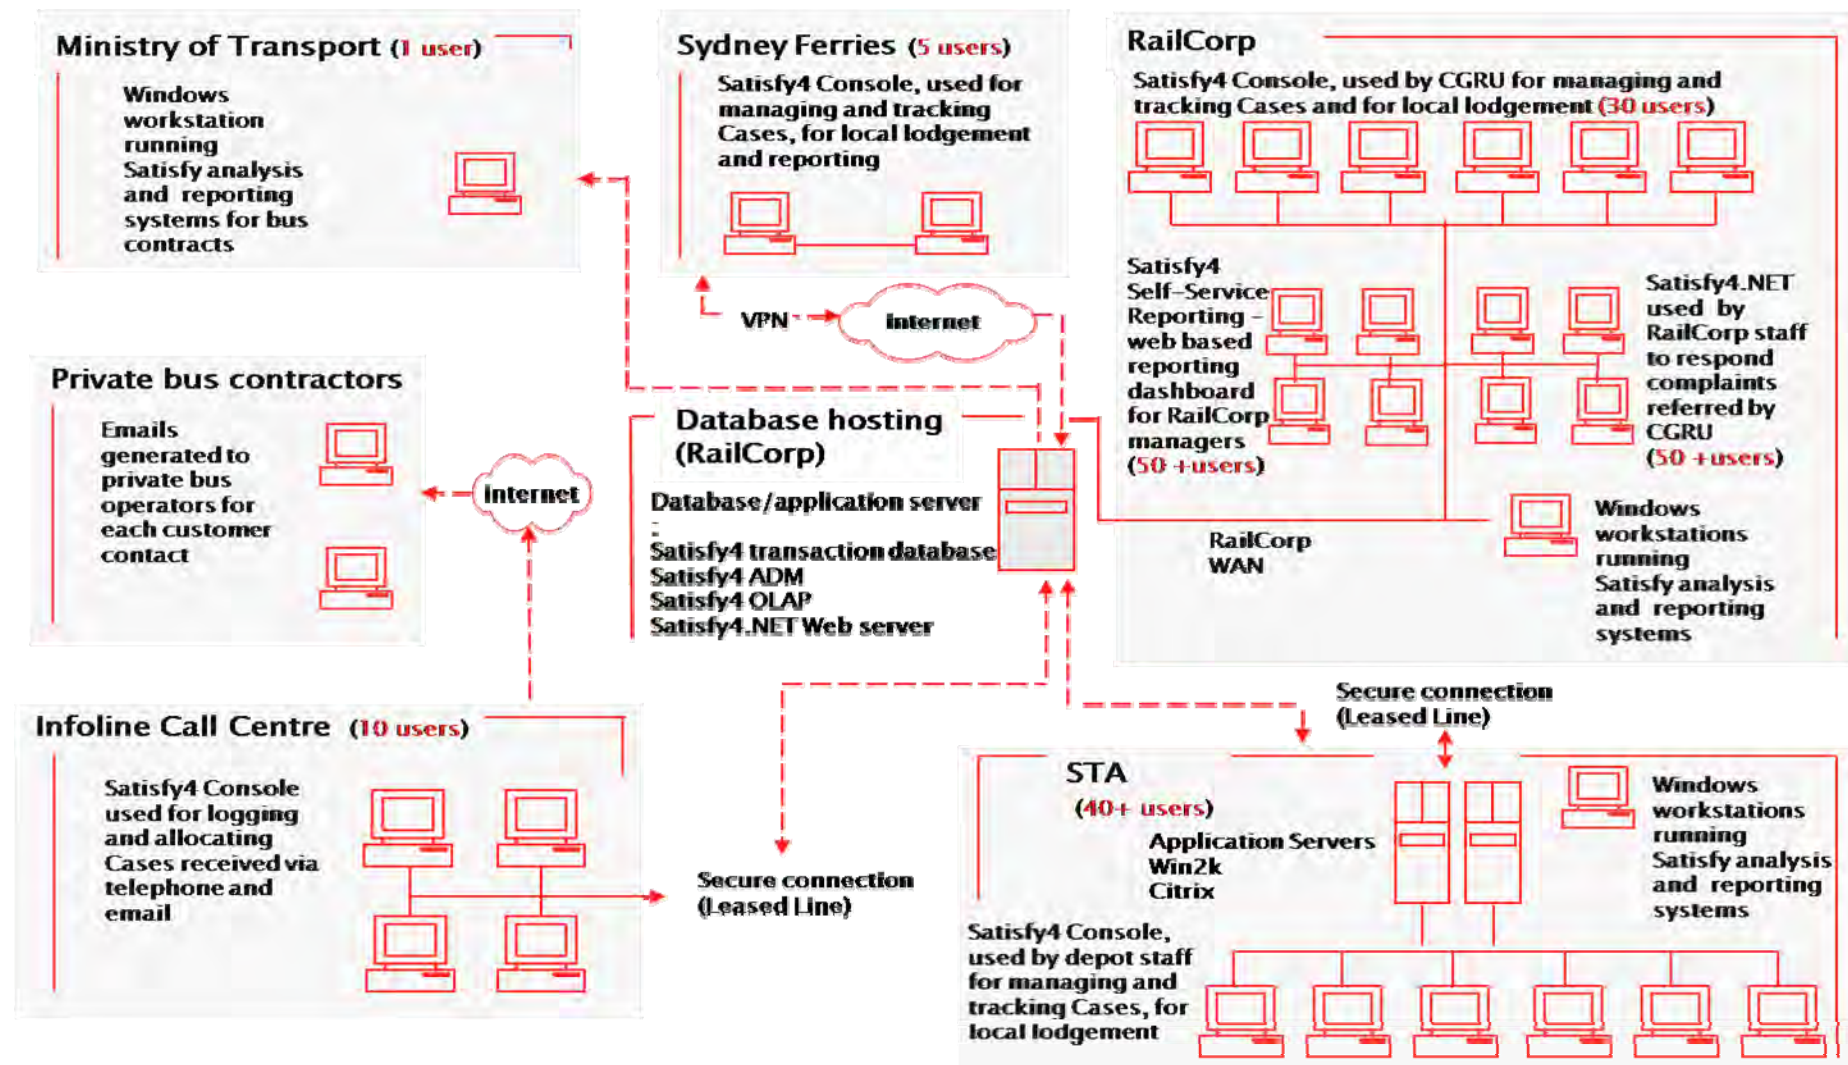 Ministry of Transport (1 user)
Windows
workstation
running
Satisfy analysis
and reporting
systems for bus
contracts
Sydney Ferries (5 users)
Satisfy4 Console, used for
managing and tracking
Cases, for local lodgement
and reporting
VPN
internet
RailCorp
Satisfy4 Console, used by CGRU for managing and
tracking Cases and for local lodgement (30 users)
Satisfy4
Self-Service
Reporting -
web based
reporting
dashboard
for RailCorp
managers
(50 +users)
Satisfy4.NET
used by
RailCorp staff
to respond
complaints
referred by
CGRU
(50 +users)
Windows
workstations
running
Satisfy analysis
and reporting
systems
RailCorp
WAN
Private bus contractors
Emails
generated to
private bus
operators for
each customer
contact
internet
Database hosting
(RailCorp)
Database/application server
-
Satisfy4 transaction database
Satisfy4 ADM
Satisfy4 OLAP
Satisfy4.NET Web server
Infoline Call Centre (10 users)
Satisfy4 Console
used for logging
and allocating
Cases received via
telephone and
email
Secure connection
(Leased Line)
Secure connection
(Leased Line)
STA
(40+ users)
Application Servers
Win2k
Citrix
Windows
workstations
running
Satisfy analysis
and reporting
systems
Satisfy4 Console,
used by depot staff
for managing and
tracking Cases, for
local lodgement